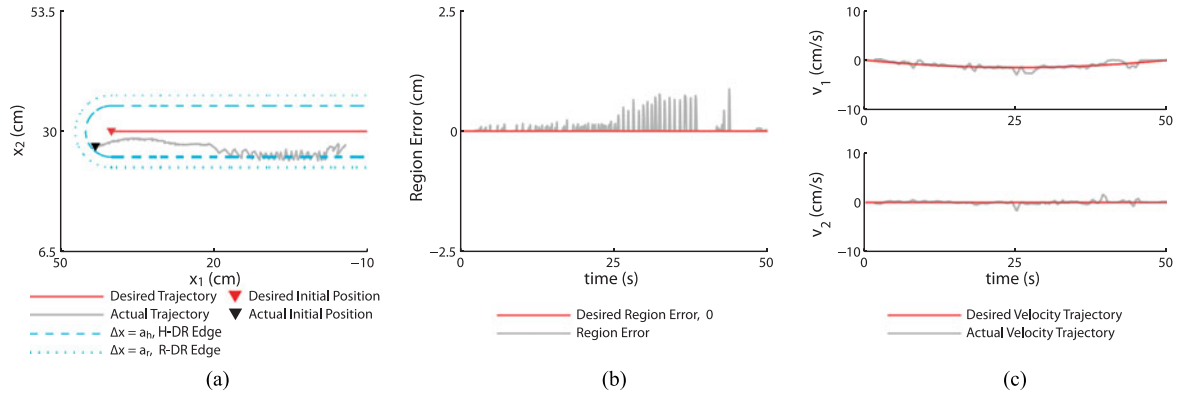 53.5
x2 (cm)
30
6.5
50
20
−10
x1 (cm)
Desired Trajectory
Desired Initial Position
Actual Trajectory
Actual Initial Position
Δx = ah, H-DR Edge
Δx = ar, R-DR Edge
(a)
2.5
Region Error (cm)
0
−2.5
0
25
50
time (s)
Desired Region Error, 0
Region Error
(b)
10
v1 (cm/s)
0
−10
0
25
50
10
v2 (cm/s)
0
−10
0
25
50
time (s)
Desired Velocity Trajectory
Actual Velocity Trajectory
(c)